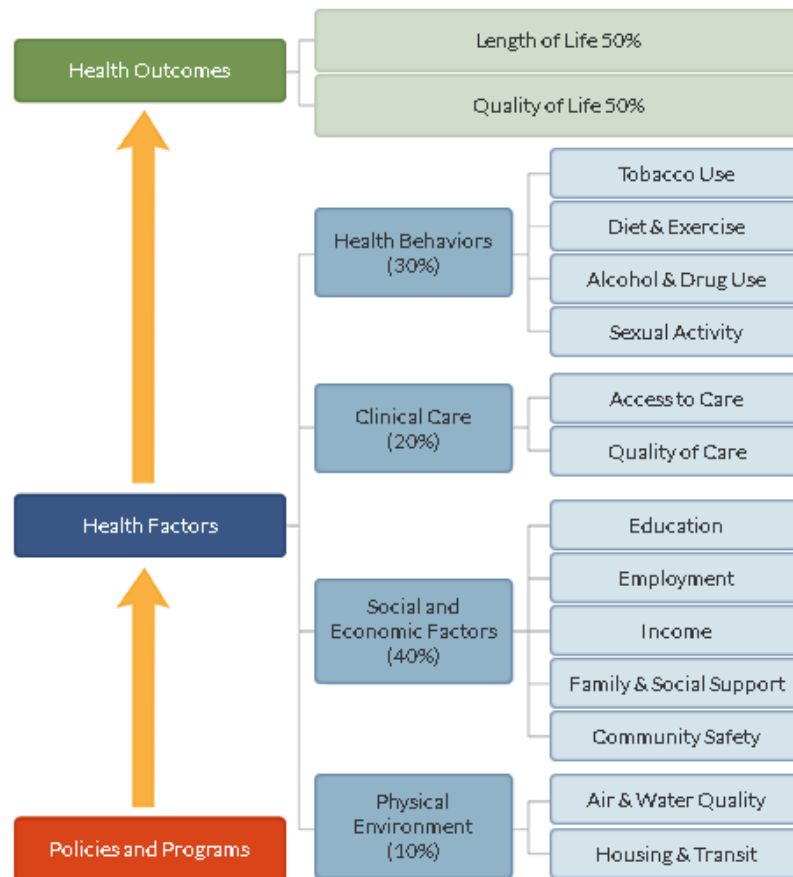 Health Outcomes
Length of Life 50%
Quality of Life 50%
Health Factors
Health Behaviors
(30%)
Tobacco Use
Diet & Exercise
Alcohol & Drug Use
Sexual Activity
Clinical Care
(20%)
Access to Care
Quality of Care
Social and
Economic Factors
(40%)
Education
Employment
Income
Family & Social Support
Community Safety
Physical
Environment
(10%)
Air & Water Quality
Housing & Transit
Policies and Programs